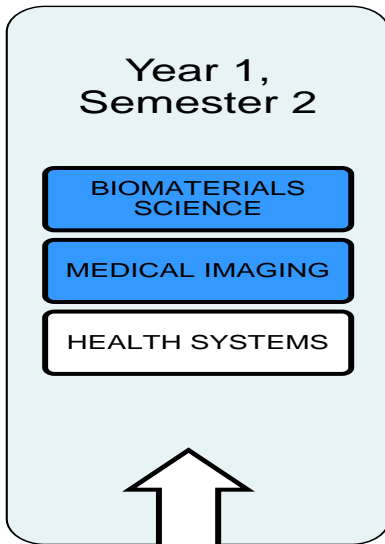 Year 1,
Semester 2
BIOMATERIALS
SCIENCE
MEDICAL IMAGING
HEALTH SYSTEMS